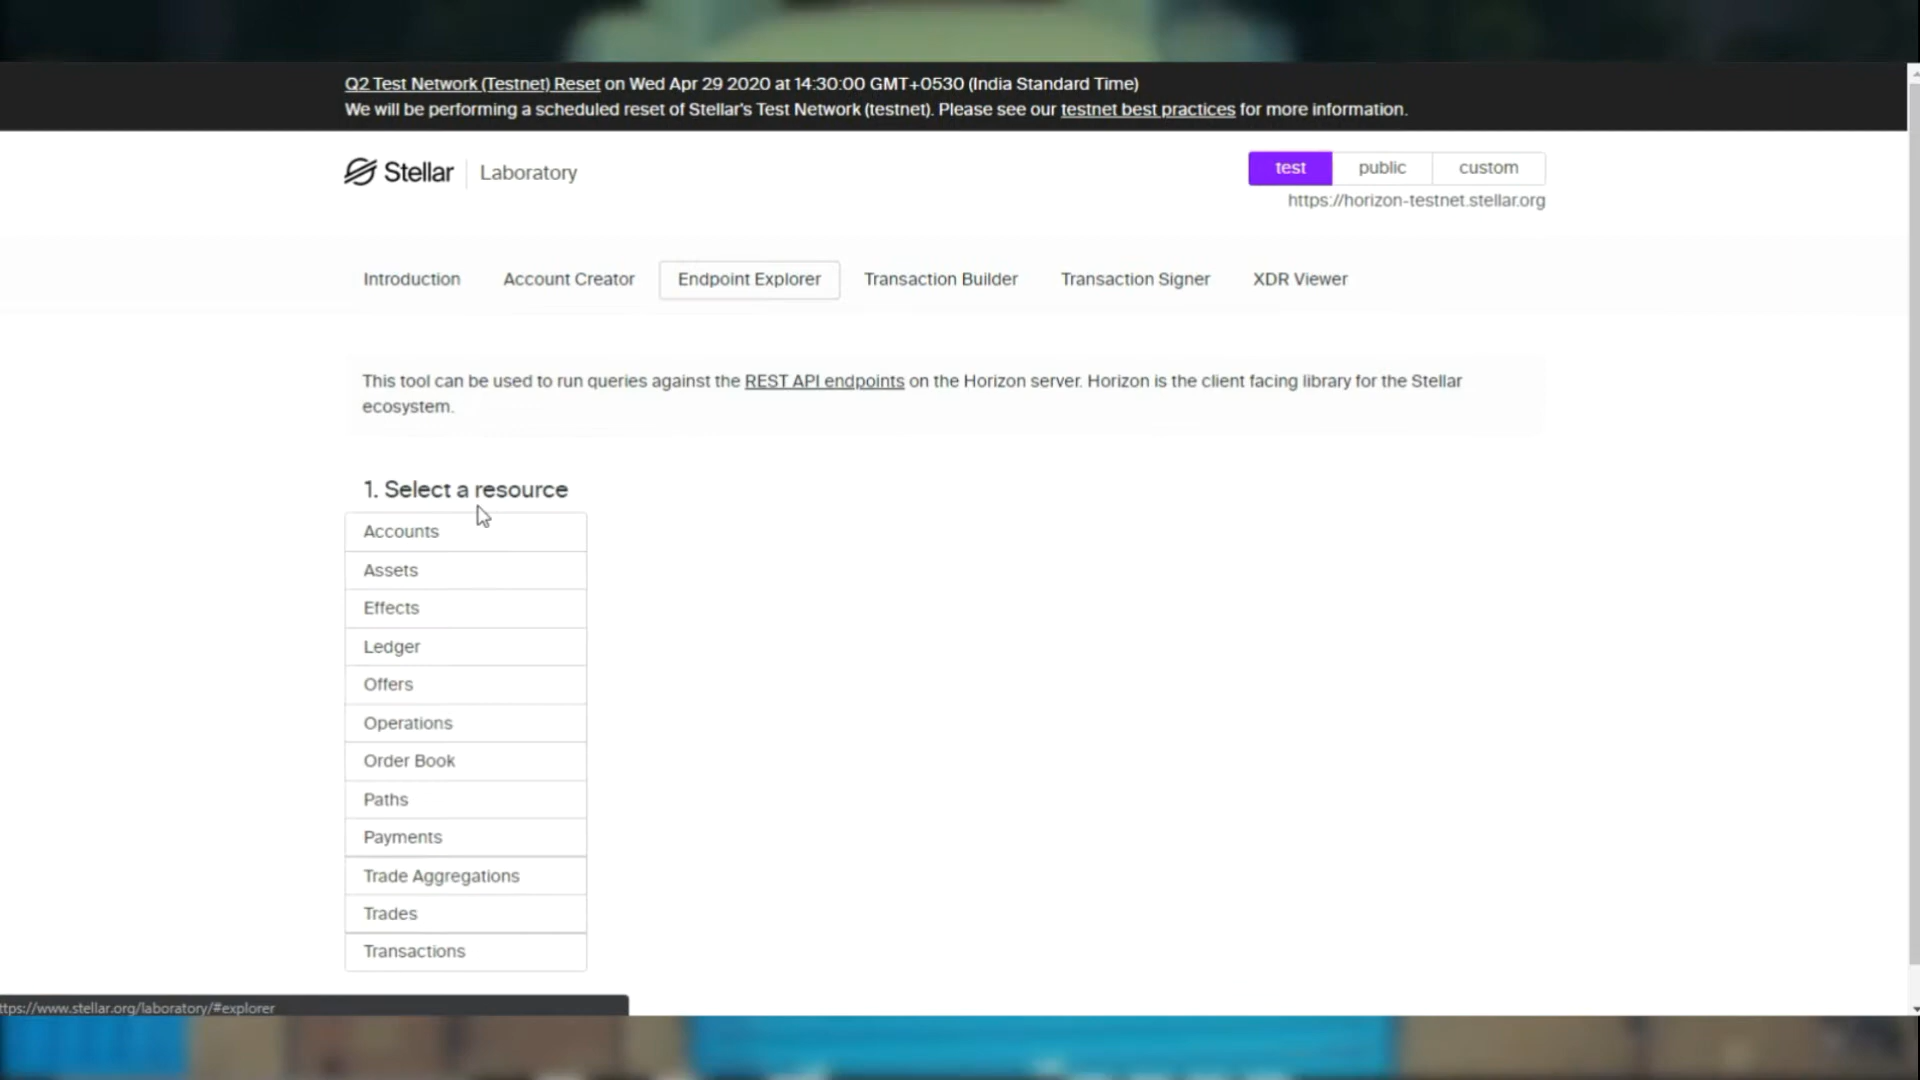 Q2 Test Network (Testnet) Reset on Wed Apr 29 2020 at 14:30:00 GMT+0530 (India Standard Time)
We will be performing a scheduled reset of Stellar's Test Network (testnet). Please see our testnet best practices for more information.
Stellar Laboratory
test public custom
https://horizon-testnet.stellar.org
Introduction Account Creator Endpoint Explorer Transaction Builder Transaction Signer XDR Viewer
This tool can be used to run queries against the REST API endpoints on the Horizon server. Horizon is the client facing library for the Stellar
ecosystem.
1. Select a resource
Accounts
Assets
Effects
Ledger
Offers
Operations
Order Book
Paths
Payments
Trade Aggregations
Trades
Transactions
ttps://www.stellar.org/laboratory/#explorer